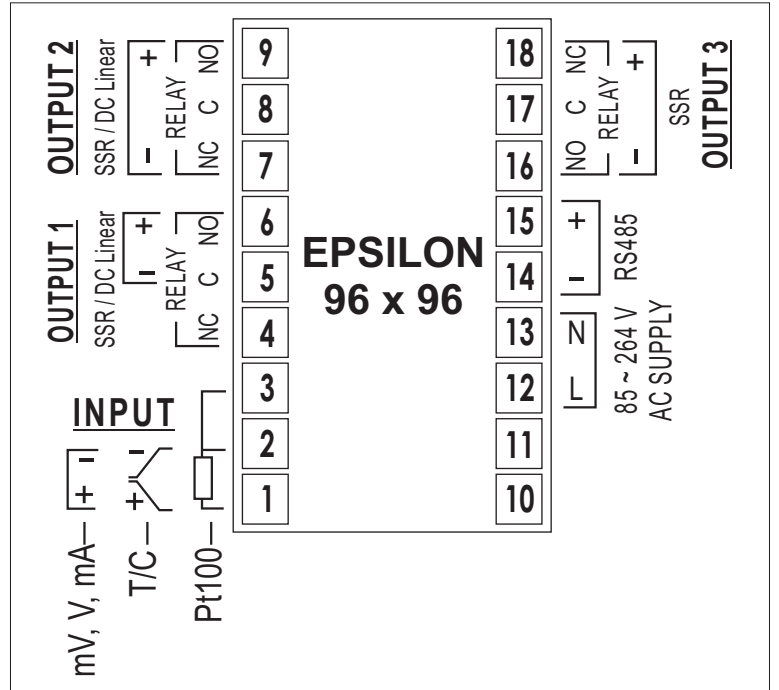 OUTPUT 2
SSR / DC Linear
- +
RELAY
NC C NO
OUTPUT 1
SSR / DC Linear
- +
RELAY
NC C NO
INPUT
mV, V, mA
+ -
T/C
+ -
Pt100
9
8
7
6
5
4
3
2
1
EPSILON
96 x 96
18
17
16
15
14
13
12
11
10
NO C NC
RELAY
- +
SSR
OUTPUT 3
- +
RS485
L N
85 ~ 264 V
AC SUPPLY